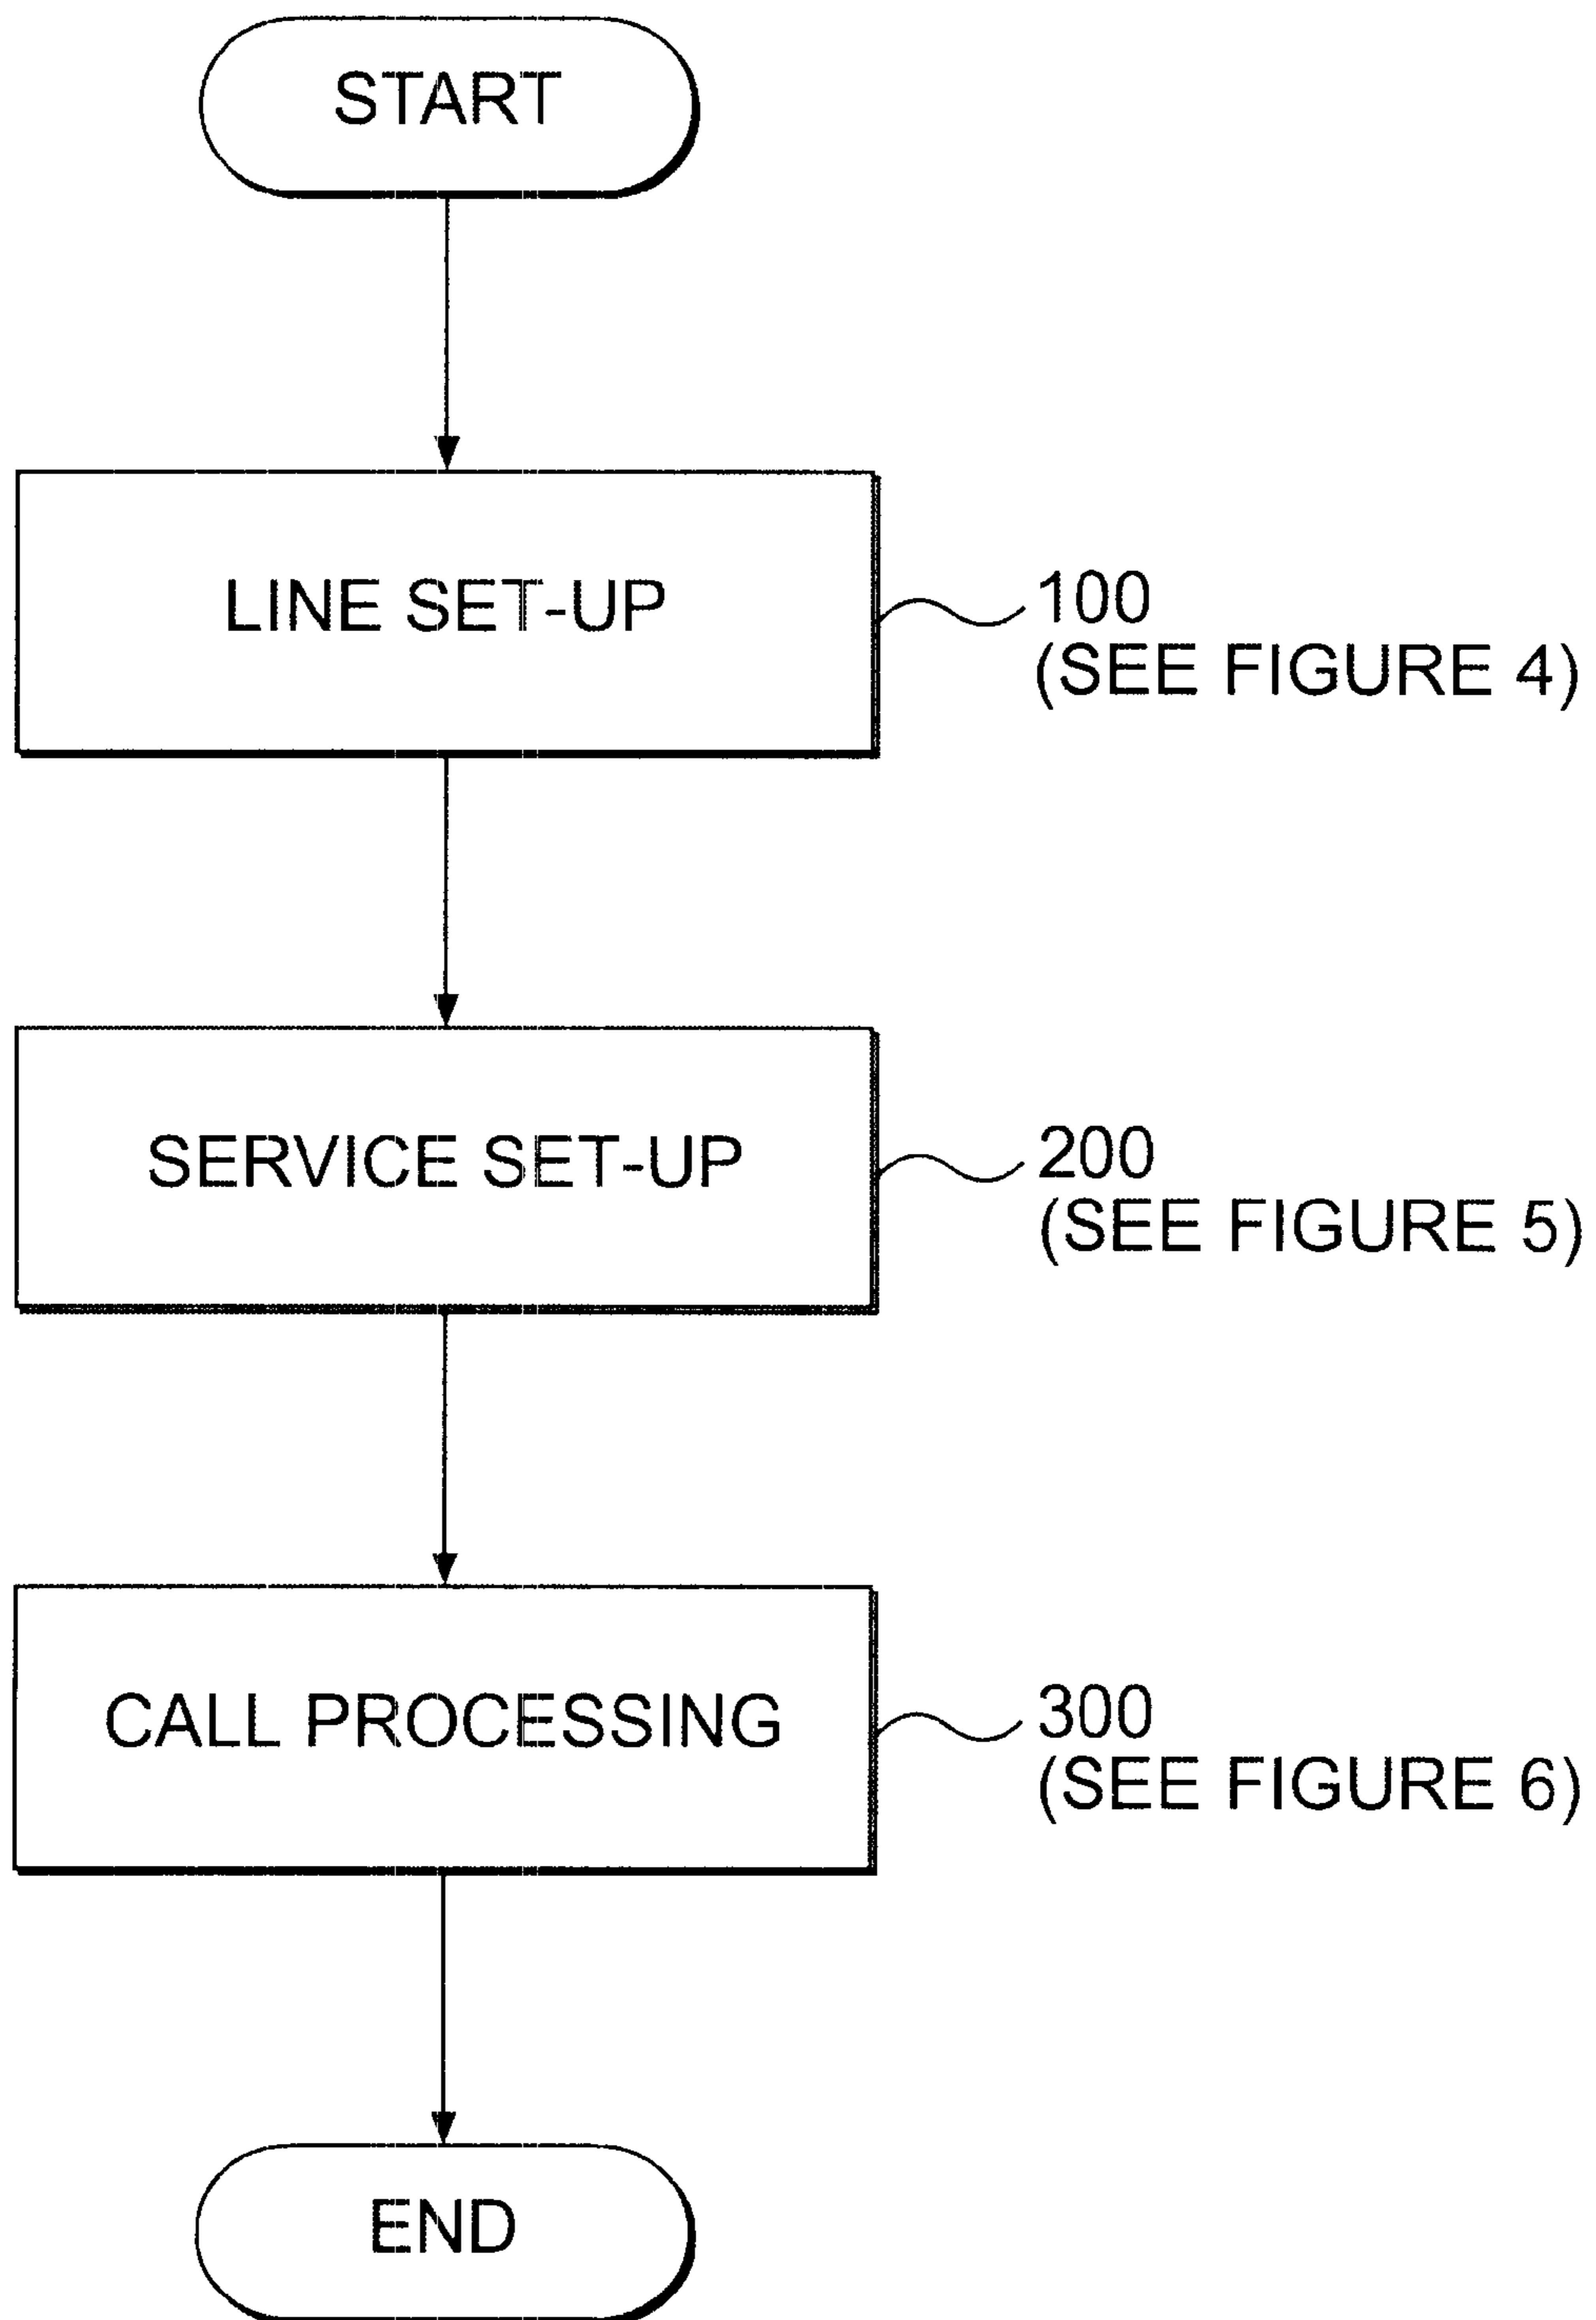 START
LINE SET-UP
100
(SEE FIGURE 4)
SERVICE SET-UP
200
(SEE FIGURE 5)
CALL PROCESSING
300
(SEE FIGURE 6)
END